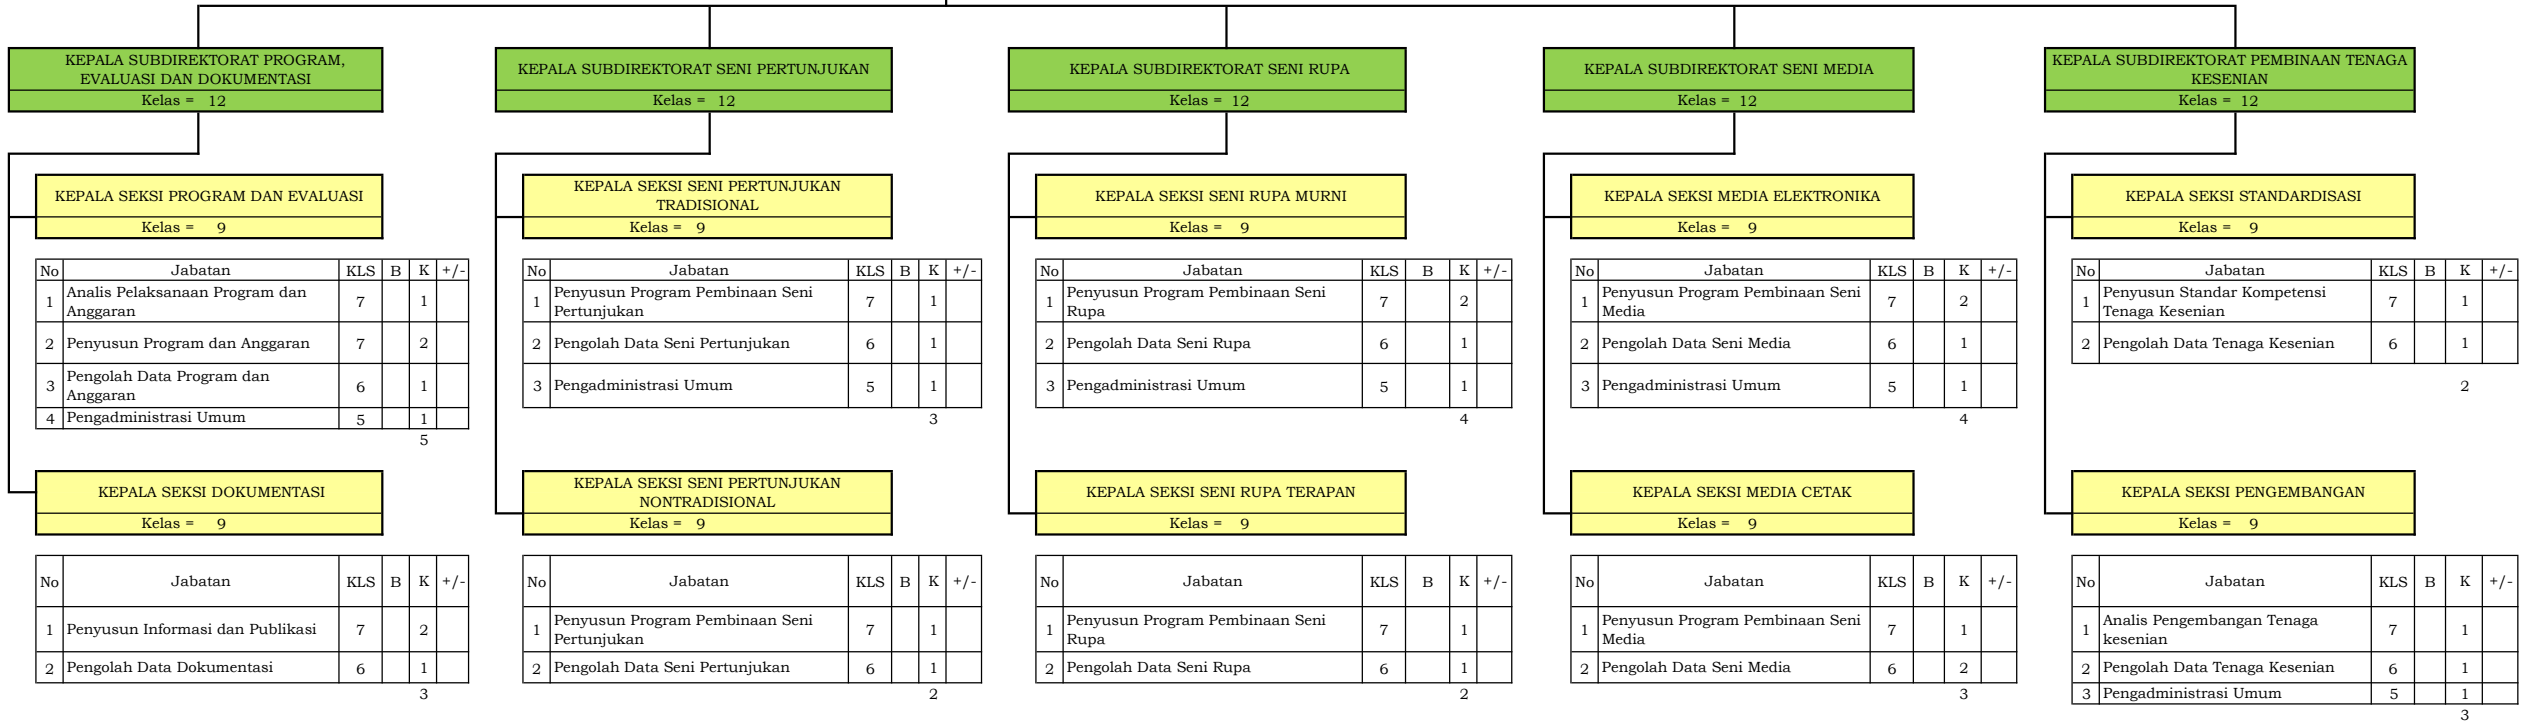 KEPALA SUBDIREKTORAT PROGRAM,
EVALUASI DAN DOKUMENTASI
Kelas = 12
KEPALA SEKSI PROGRAM DAN EVALUASI
Kelas = 9
No Jabatan KLS B K +/-
1 Analis Pelaksanaan Program dan
Anggaran 7 1
2 Penyusun Program dan Anggaran 7 2
3 Pengolah Data Program dan
Anggaran 6 1
4 Pengadministrasi Umum 5 1
5
KEPALA SEKSI DOKUMENTASI
Kelas = 9
No Jabatan KLS B K +/-
1 Penyusun Informasi dan Publikasi 7 2
2 Pengolah Data Dokumentasi 6 1
3
KEPALA SUBDIREKTORAT SENI PERTUNJUKAN
Kelas = 12
KEPALA SEKSI SENI PERTUNJUKAN
TRADISIONAL
Kelas = 9
No Jabatan KLS B K +/-
1 Penyusun Program Pembinaan Seni
Pertunjukan 7 1
2 Pengolah Data Seni Pertunjukan 6 1
3 Pengadministrasi Umum 5 1
3
KEPALA SEKSI SENI PERTUNJUKAN
NONTRADISIONAL
Kelas = 9
No Jabatan KLS B K +/-
1 Penyusun Program Pembinaan Seni
Pertunjukan 7 1
2 Pengolah Data Seni Pertunjukan 6 1
2
KEPALA SUBDIREKTORAT SENI RUPA
Kelas = 12
KEPALA SEKSI SENI RUPA MURNI
Kelas = 9
No Jabatan KLS B K +/-
1 Penyusun Program Pembinaan Seni
Rupa 7 2
2 Pengolah Data Seni Rupa 6 1
3 Pengadministrasi Umum 5 1
4
KEPALA SEKSI SENI RUPA TERAPAN
Kelas = 9
No Jabatan KLS B K +/-
1 Penyusun Program Pembinaan Seni
Rupa 7 1
2 Pengolah Data Seni Rupa 6 1
2
KEPALA SUBDIREKTORAT SENI MEDIA
Kelas = 12
KEPALA SEKSI MEDIA ELEKTRONIKA
Kelas = 9
No Jabatan KLS B K +/-
1 Penyusun Program Pembinaan Seni
Media 7 2
2 Pengolah Data Seni Media 6 1
3 Pengadministrasi Umum 5 1
4
KEPALA SEKSI MEDIA CETAK
Kelas = 9
No Jabatan KLS B K +/-
1 Penyusun Program Pembinaan Seni
Media 7 1
2 Pengolah Data Seni Media 6 2
3
KEPALA SUBDIREKTORAT PEMBINAAN TENAGA
KESENIAN
Kelas = 12
KEPALA SEKSI STANDARDISASI
Kelas = 9
No Jabatan KLS B K +/-
1 Penyusun Standar Kompetensi
Tenaga Kesenian 7 1
2 Pengolah Data Tenaga Kesenian 6 1
2
KEPALA SEKSI PENGEMBANGAN
Kelas = 9
No Jabatan KLS B K +/-
1 Analis Pengembangan Tenaga
kesenian 7 1
2 Pengolah Data Tenaga Kesenian 6 1
3 Pengadministrasi Umum 5 1
3